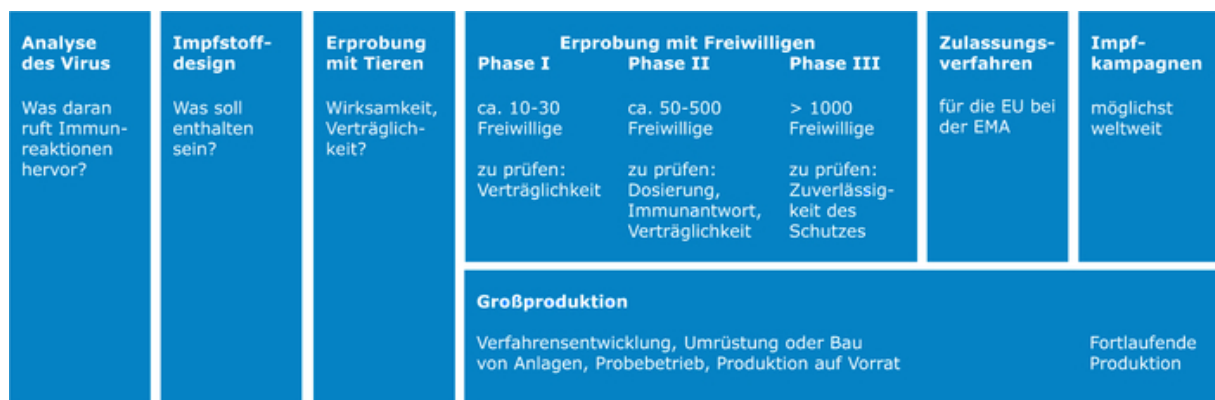 Analyse
des Virus
Was daran
ruft Immun-
reaktionen
hervor?
Impfstoff-
design
Was soll
enthalten
sein?
Erprobung
mit Tieren
Wirksamkeit,
Verträglich-
keit?
Erprobung mit Freiwilligen
Phase I
ca. 10-30
Freiwillige
zu prüfen:
Verträglichkeit
Phase II
ca. 50-500
Freiwillige
zu prüfen:
Dosierung,
Immunantwort,
Verträglichkeit
Phase III
> 1000
Freiwillige
zu prüfen:
Zuverlässig-
keit des
Schutzes
Zulassungs-
verfahren
für die EU bei
der EMA
Impf-
kampagnen
möglichst
weltweit
Großproduktion
Verfahrensentwicklung, Umrüstung oder Bau
von Anlagen, Probebetrieb, Produktion auf Vorrat
Fortlaufende
Produktion